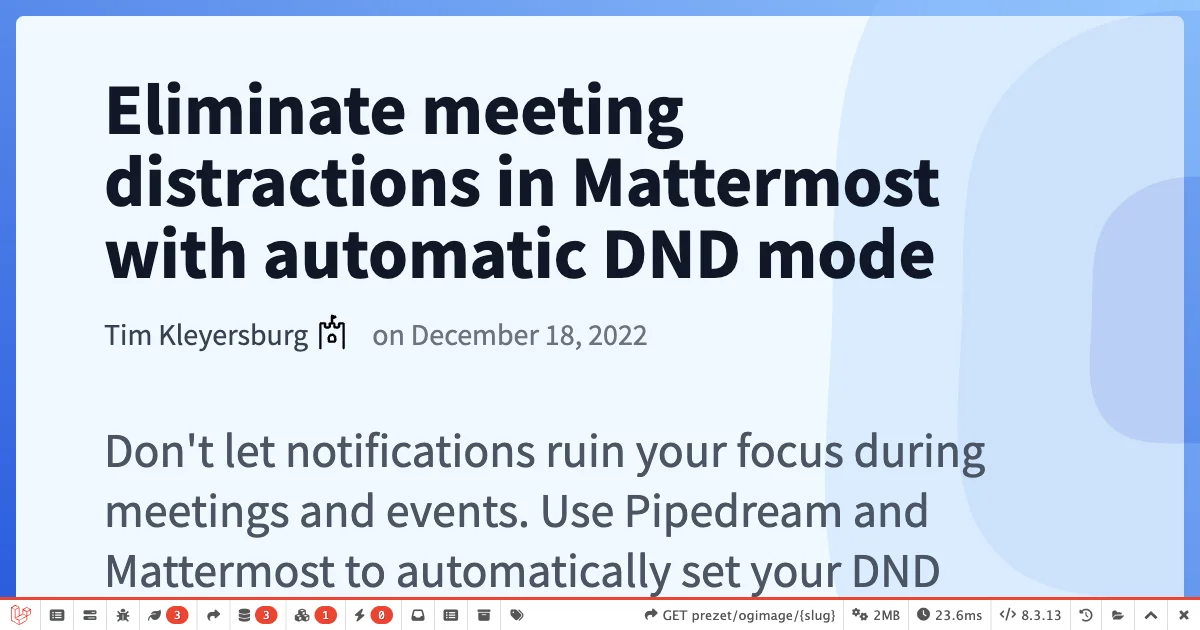 Eliminate meeting
distractions in Mattermost
with automatic DND mode
Tim Kleyersburg on December 18, 2022
Don't let notifications ruin your focus during
meetings and events. Use Pipedream and
Mattermost to automatically set your DND
3 3 1 0 GET prezet/ogimage/{slug} 2MB 23.6ms 8.3.13